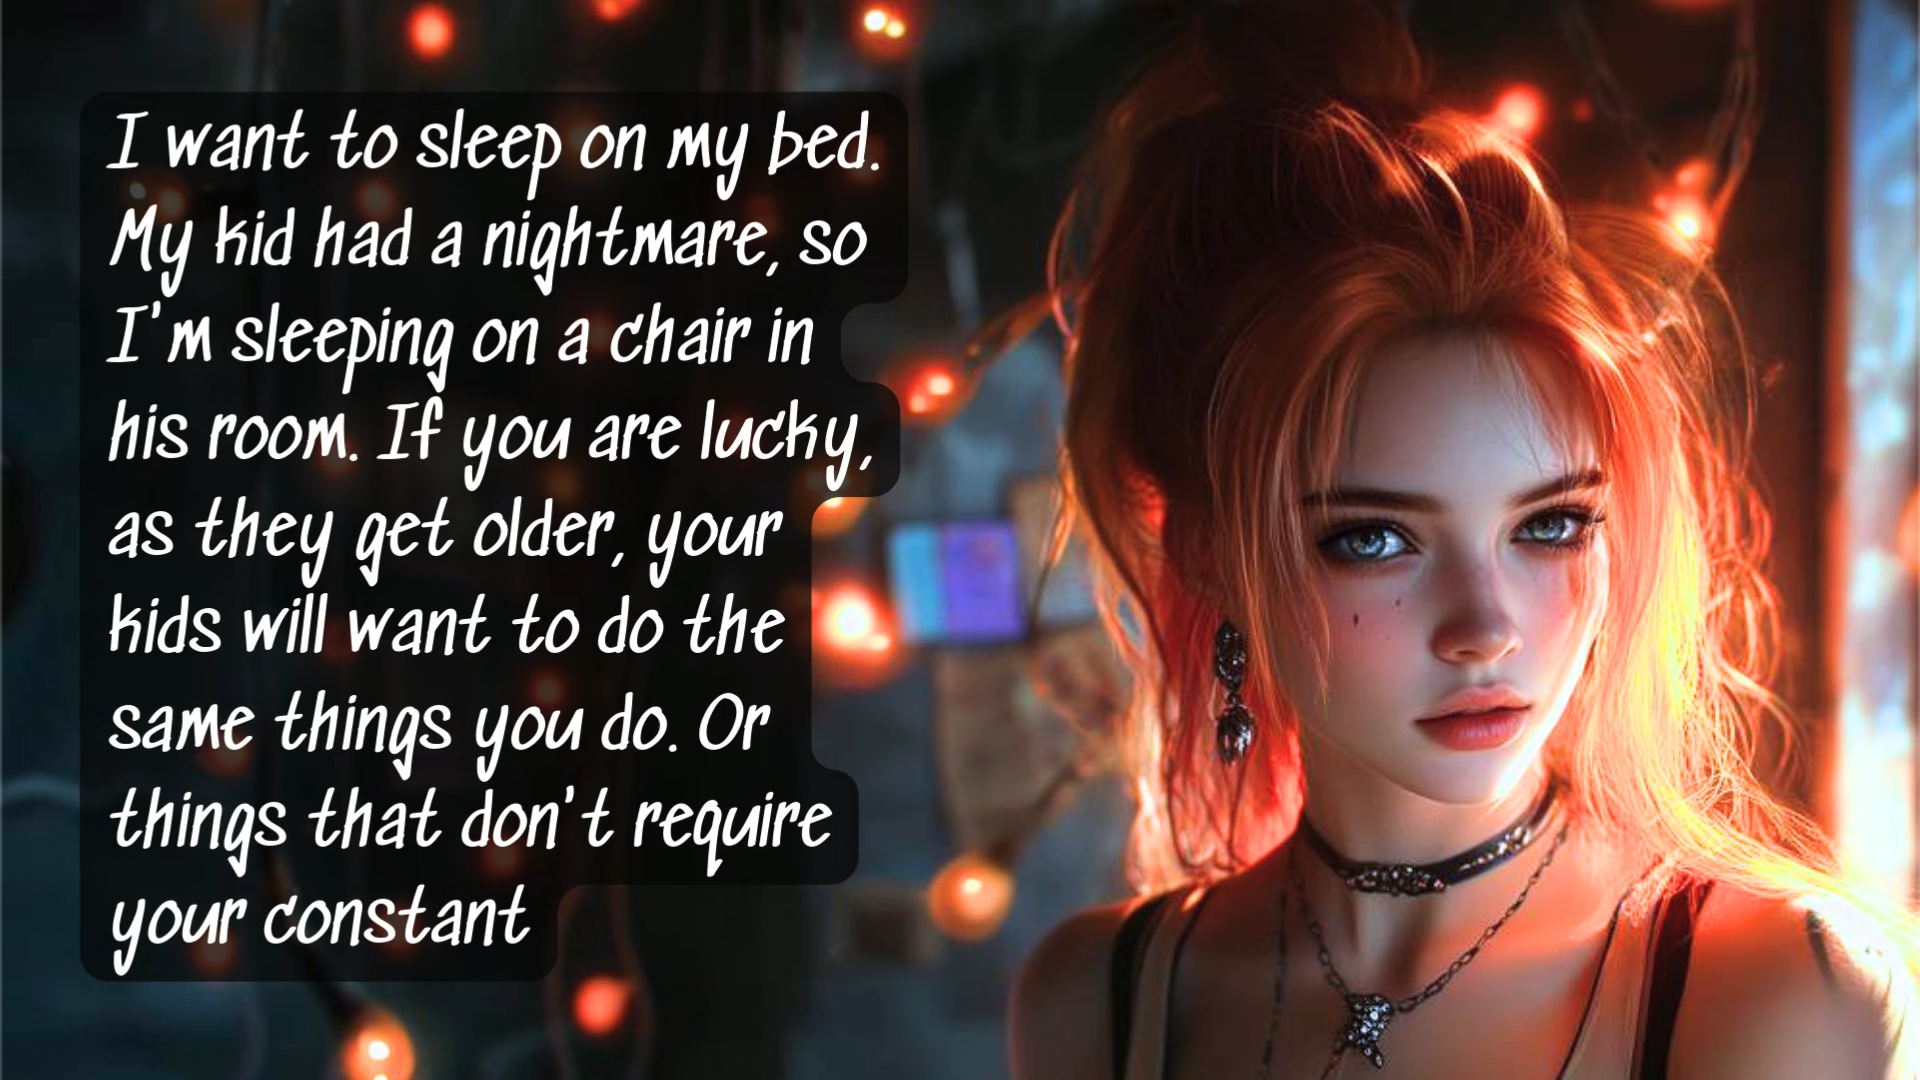 I want to sleep on my bed.
My kid had a nightmare, so
I'm sleeping on a chair in
his room. If you are lucky,
as they get older, your
kids will want to do the
same things you do. Or
things that don't require
your constant